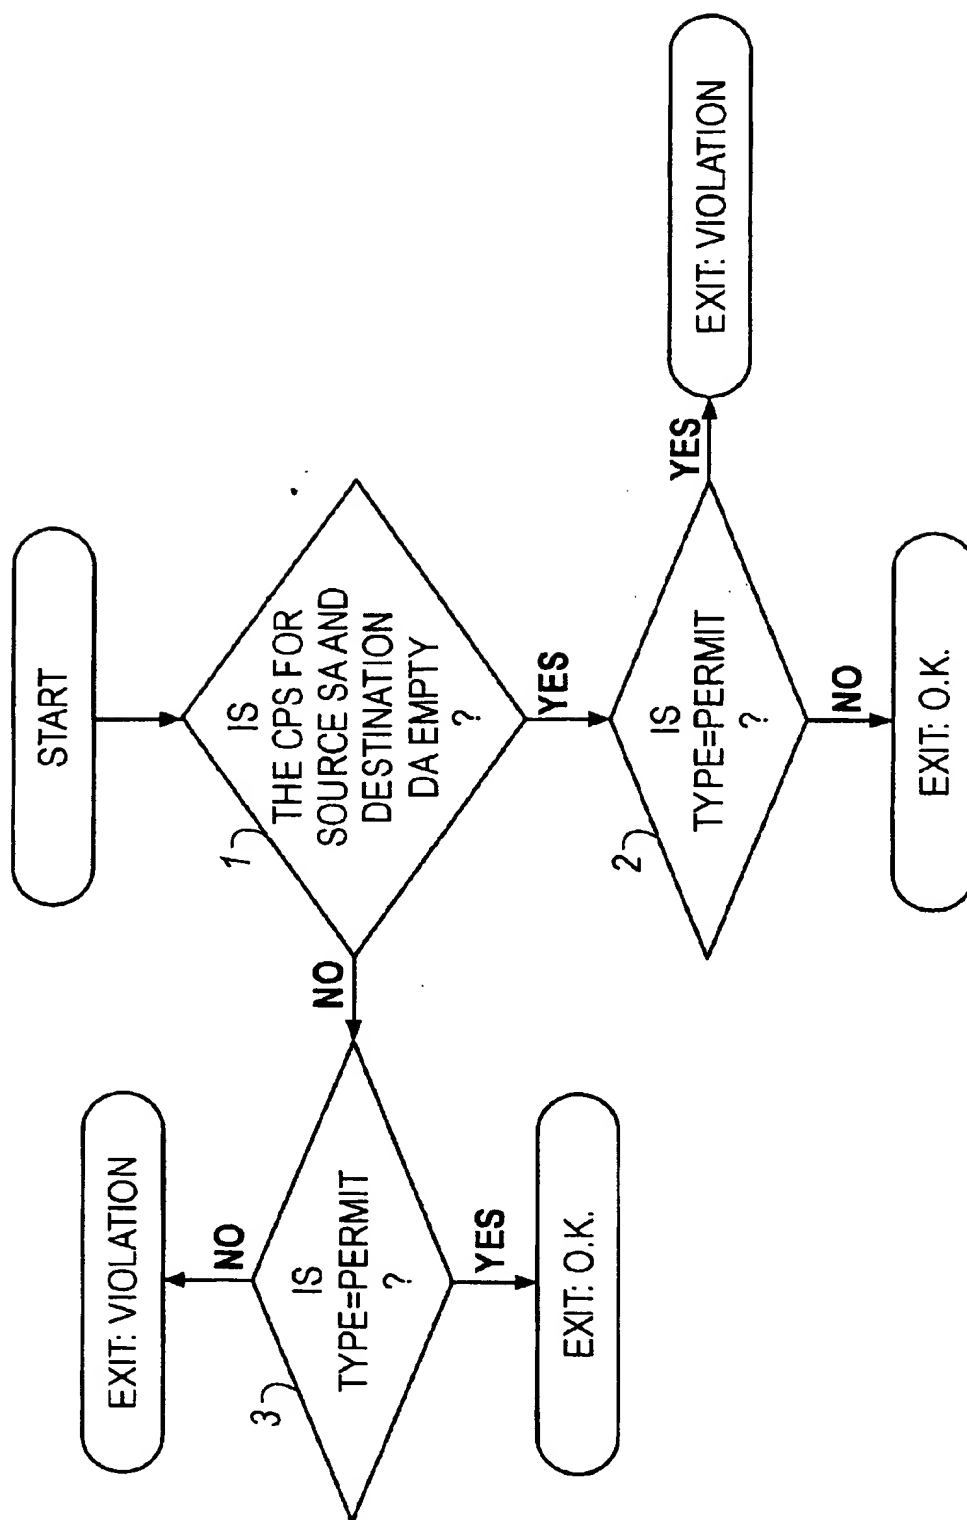 START
1
IS
THE CPS FOR
SOURCE SA AND
DESTINATION
DA EMPTY
?
NO
YES
3
IS
TYPE=PERMIT
?
NO
EXIT: VIOLATION
YES
EXIT: O.K.
2
IS
TYPE=PERMIT
?
YES
EXIT: VIOLATION
NO
EXIT: O.K.